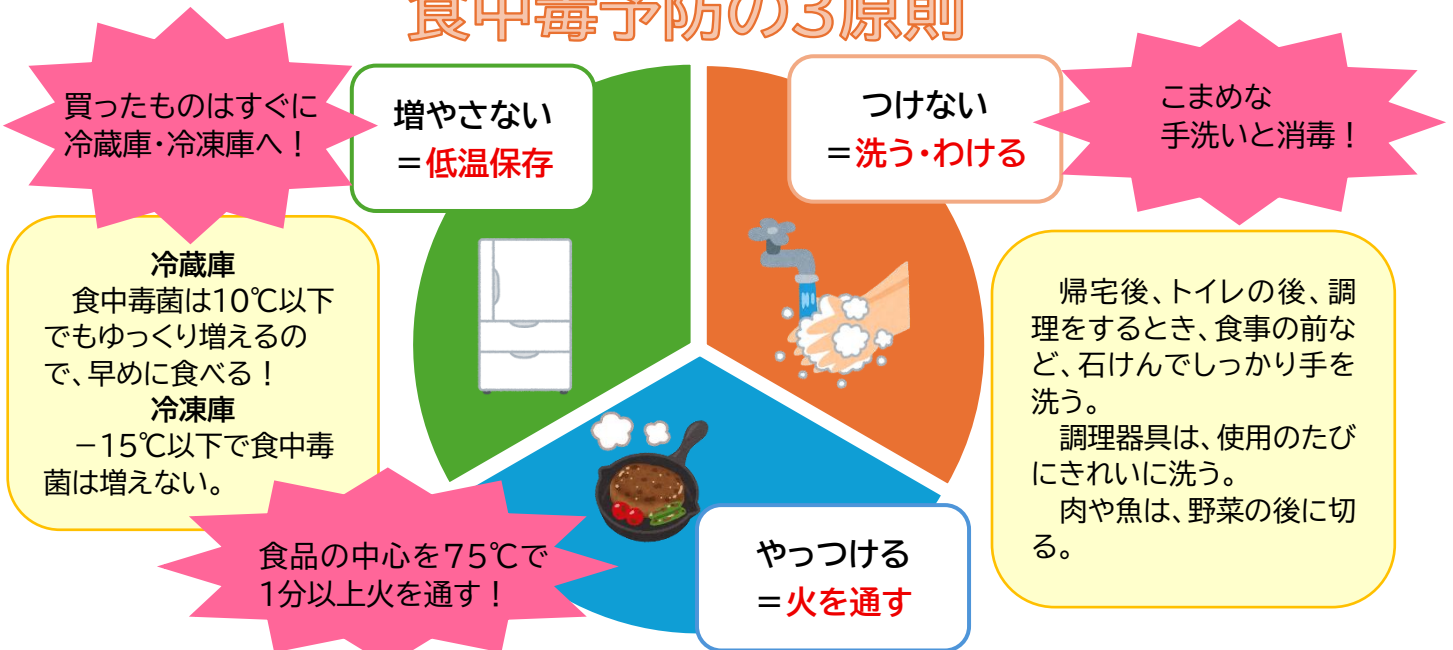 食中毒予防の3原則
買ったものはすぐに
冷蔵庫・冷凍庫へ！
増やさない
＝低温保存
つけない
＝洗う・わける
こまめな
手洗いと消毒！
冷蔵庫
食中毒菌は10℃以下
でもゆっくり増えるの
で、早めに食べる！
冷凍庫
－15℃以下で食中毒
菌は増えない。
帰宅後、トイレの後、調
理をするとき、食事の前な
ど、石けんでしっかり手を
洗う。
調理器具は、使用のたび
にきれいに洗う。
肉や魚は、野菜の後に切
る。
食品の中心を75℃で
1分以上火を通す！
やっつける
＝火を通す